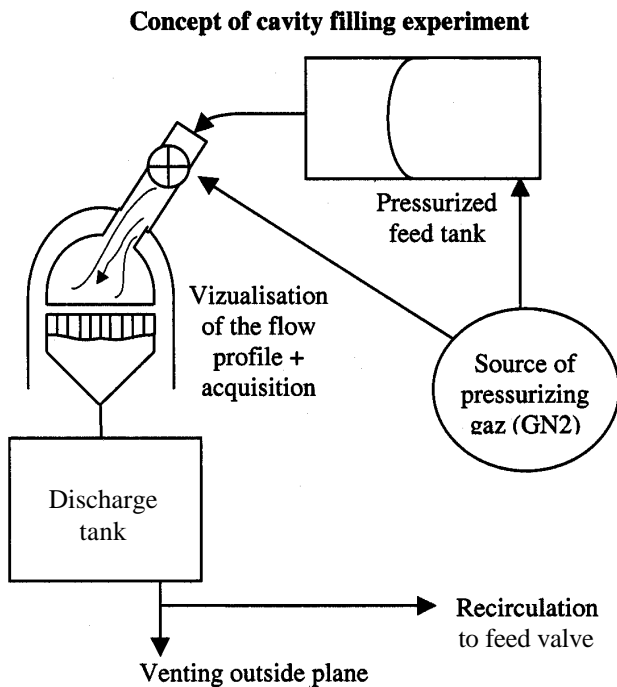 Concept of cavity filling experiment
Pressurized
feed tank
Vizualisation
of the flow
profile +
acquisition
Source of
pressurizing
gaz (GN2)
Discharge
tank
Recirculation
to feed valve
Venting outside plane